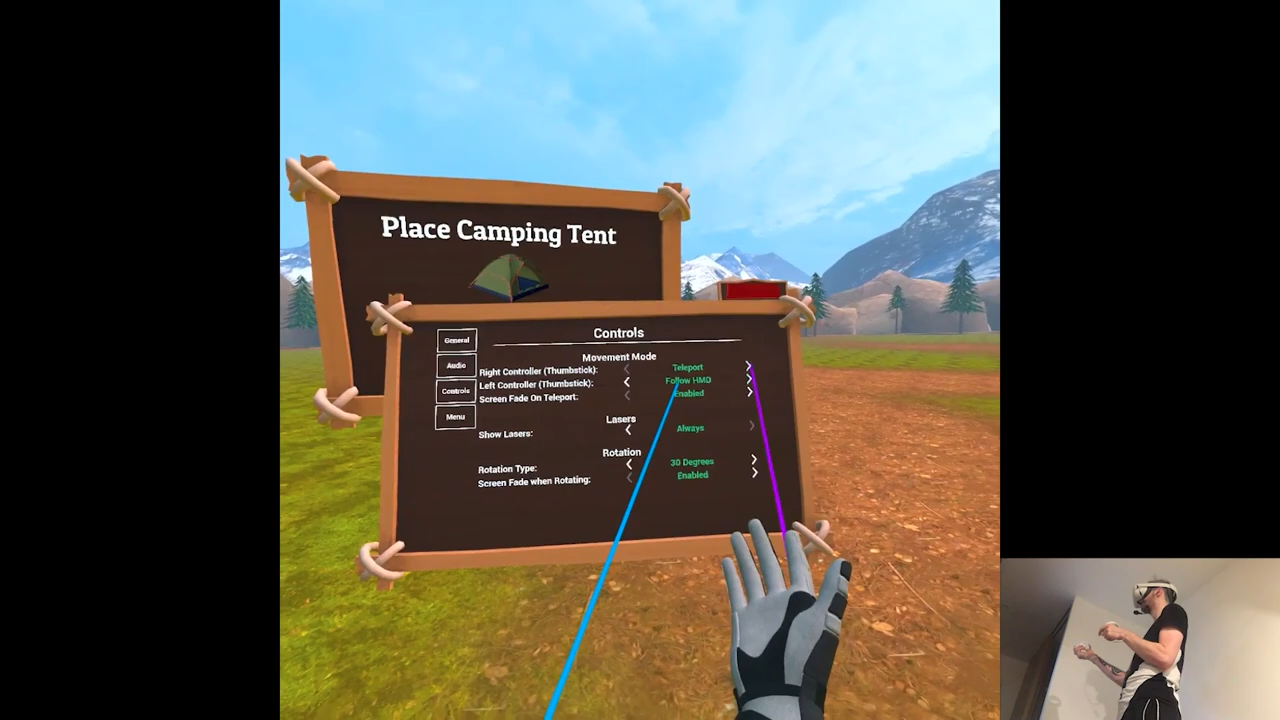 Place Camping Tent
Controls
General
Audio
Controls
Menu
Movement Mode
Right Controller (Thumbstick): Teleport
Left Controller (Thumbstick): Follow HMD
Screen Fade On Teleport: Enabled
Lasers
Show Lasers: Always
Rotation
Rotation Type: 30 Degrees
Screen Fade when Rotating: Enabled